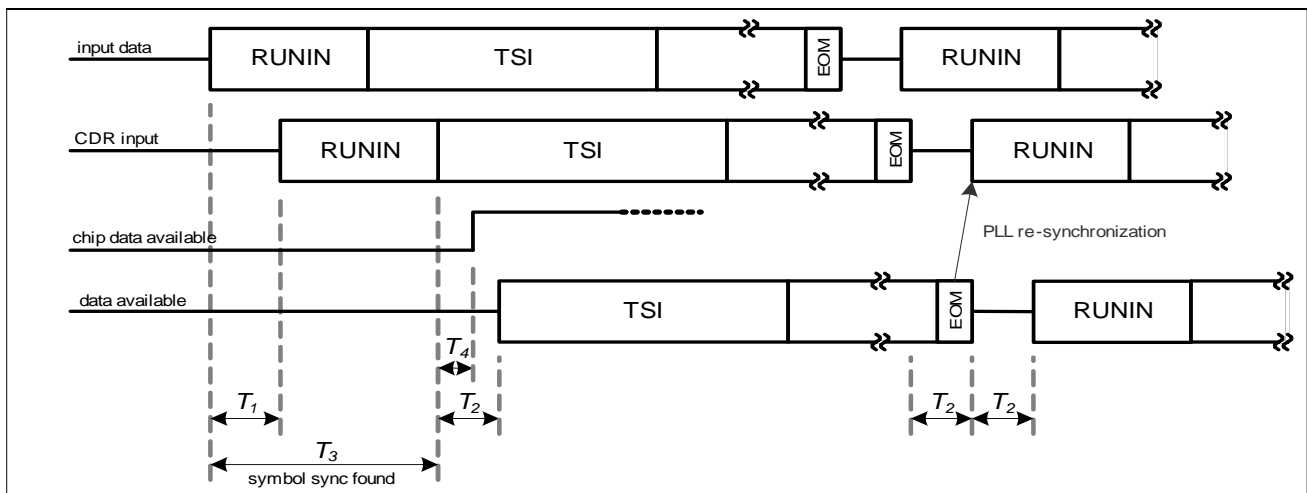 input data
RUNIN
TSI
EOM
RUNIN
CDR input
RUNIN
TSI
EOM
RUNIN
chip data available
PLL re-synchronization
data available
TSI
EOM
RUNIN
T4
T1
T2
T2
T2
T3
symbol sync found